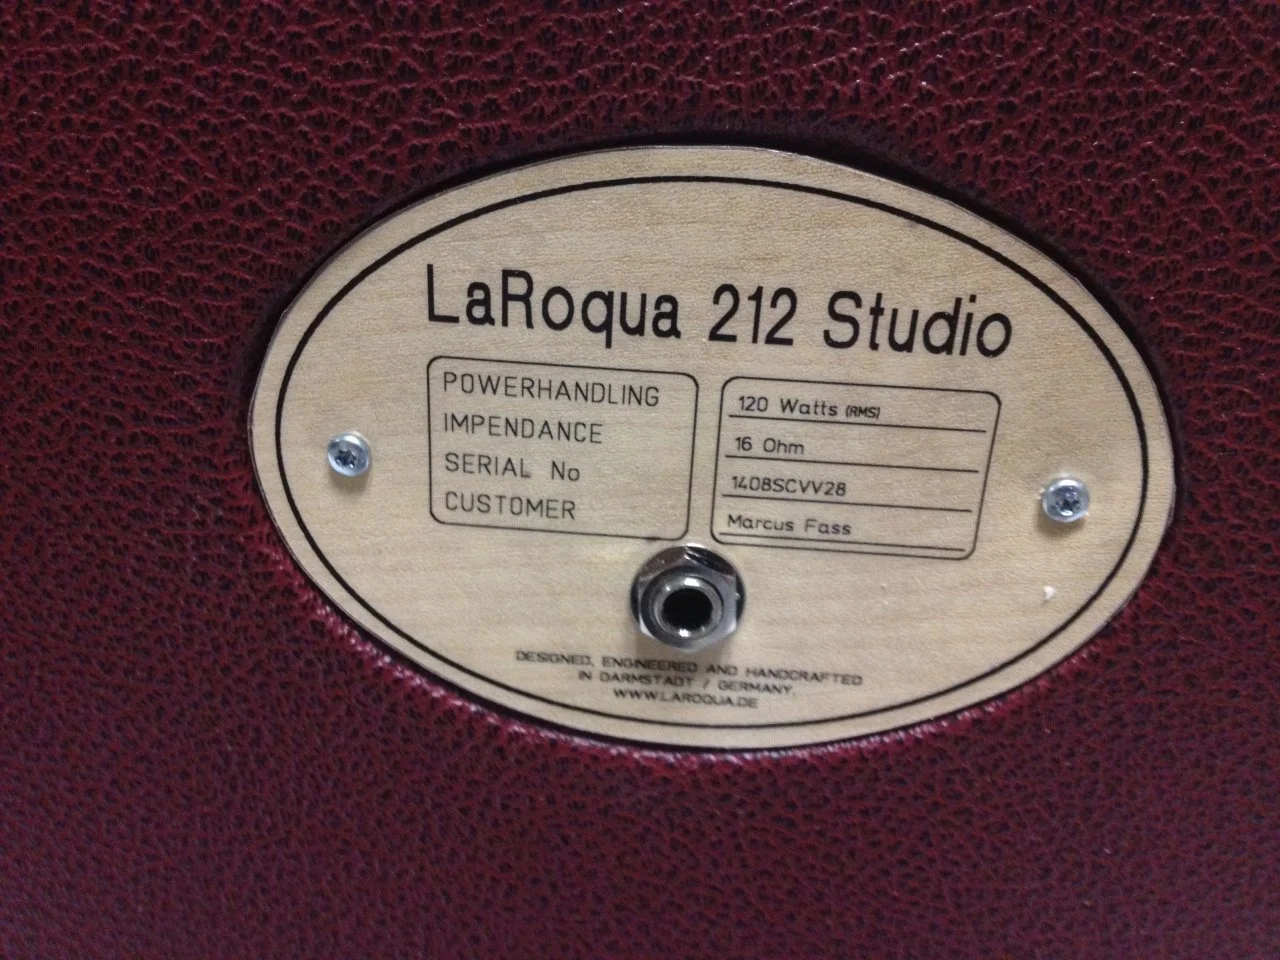 LaRoqua 212 Studio
POWERHANDLING
IMPENDANCE
SERIAL No
CUSTOMER
120 Watts (RMS)
16 Ohm
1408SCVV28
Marcus Fass
DESIGNED, ENGINEERED AND HANDCRAFTED
IN DARMSTADT / GERMANY.
WWW.LAROQUA.DE